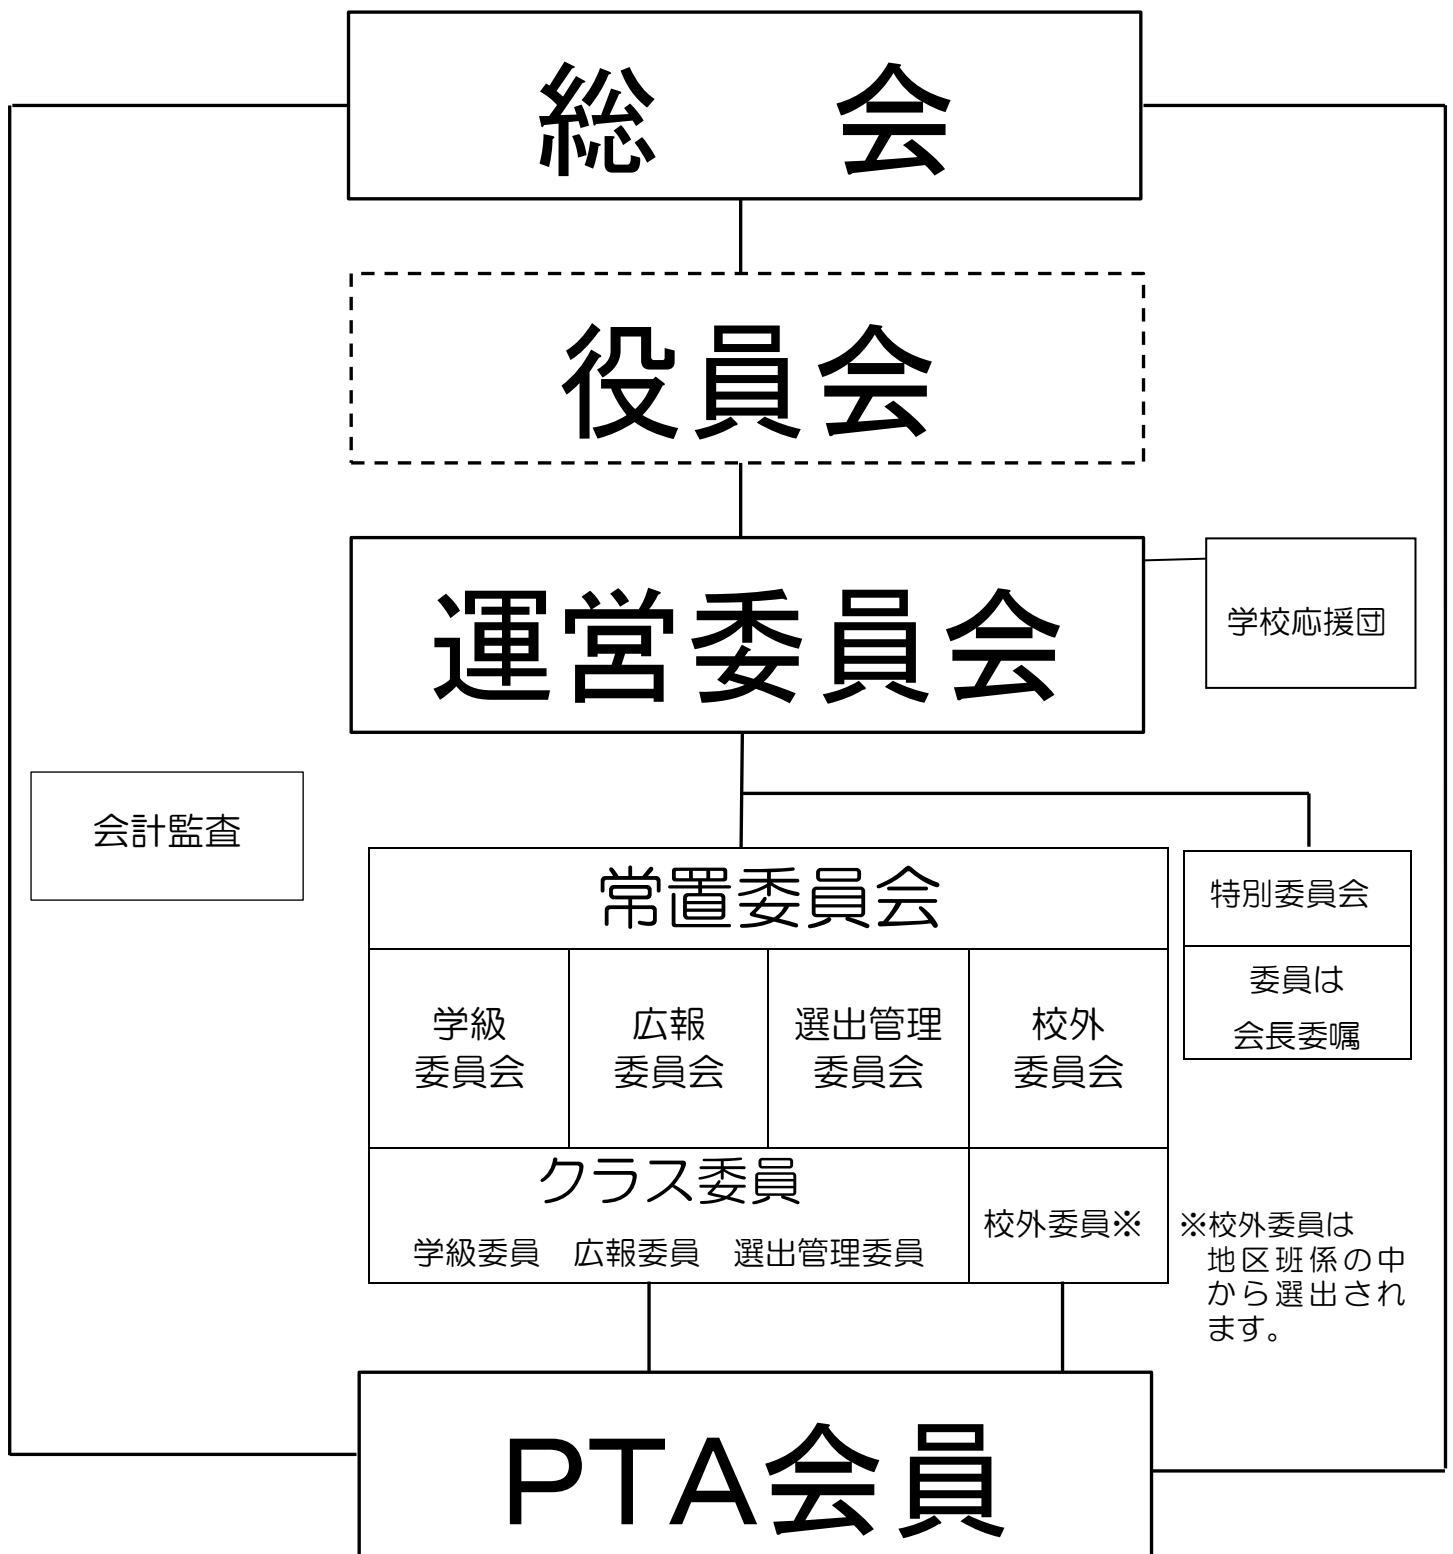 総　会
役員会
運営委員会
学校応援団
会計監査
常置委員会
特別委員会
委員は
会長委嘱
学級
委員会
広報
委員会
選出管理
委員会
校外
委員会
クラス委員
学級委員　広報委員　選出管理委員
校外委員※
※校外委員は
地区班係の中
から選出され
ます。
PTA会員